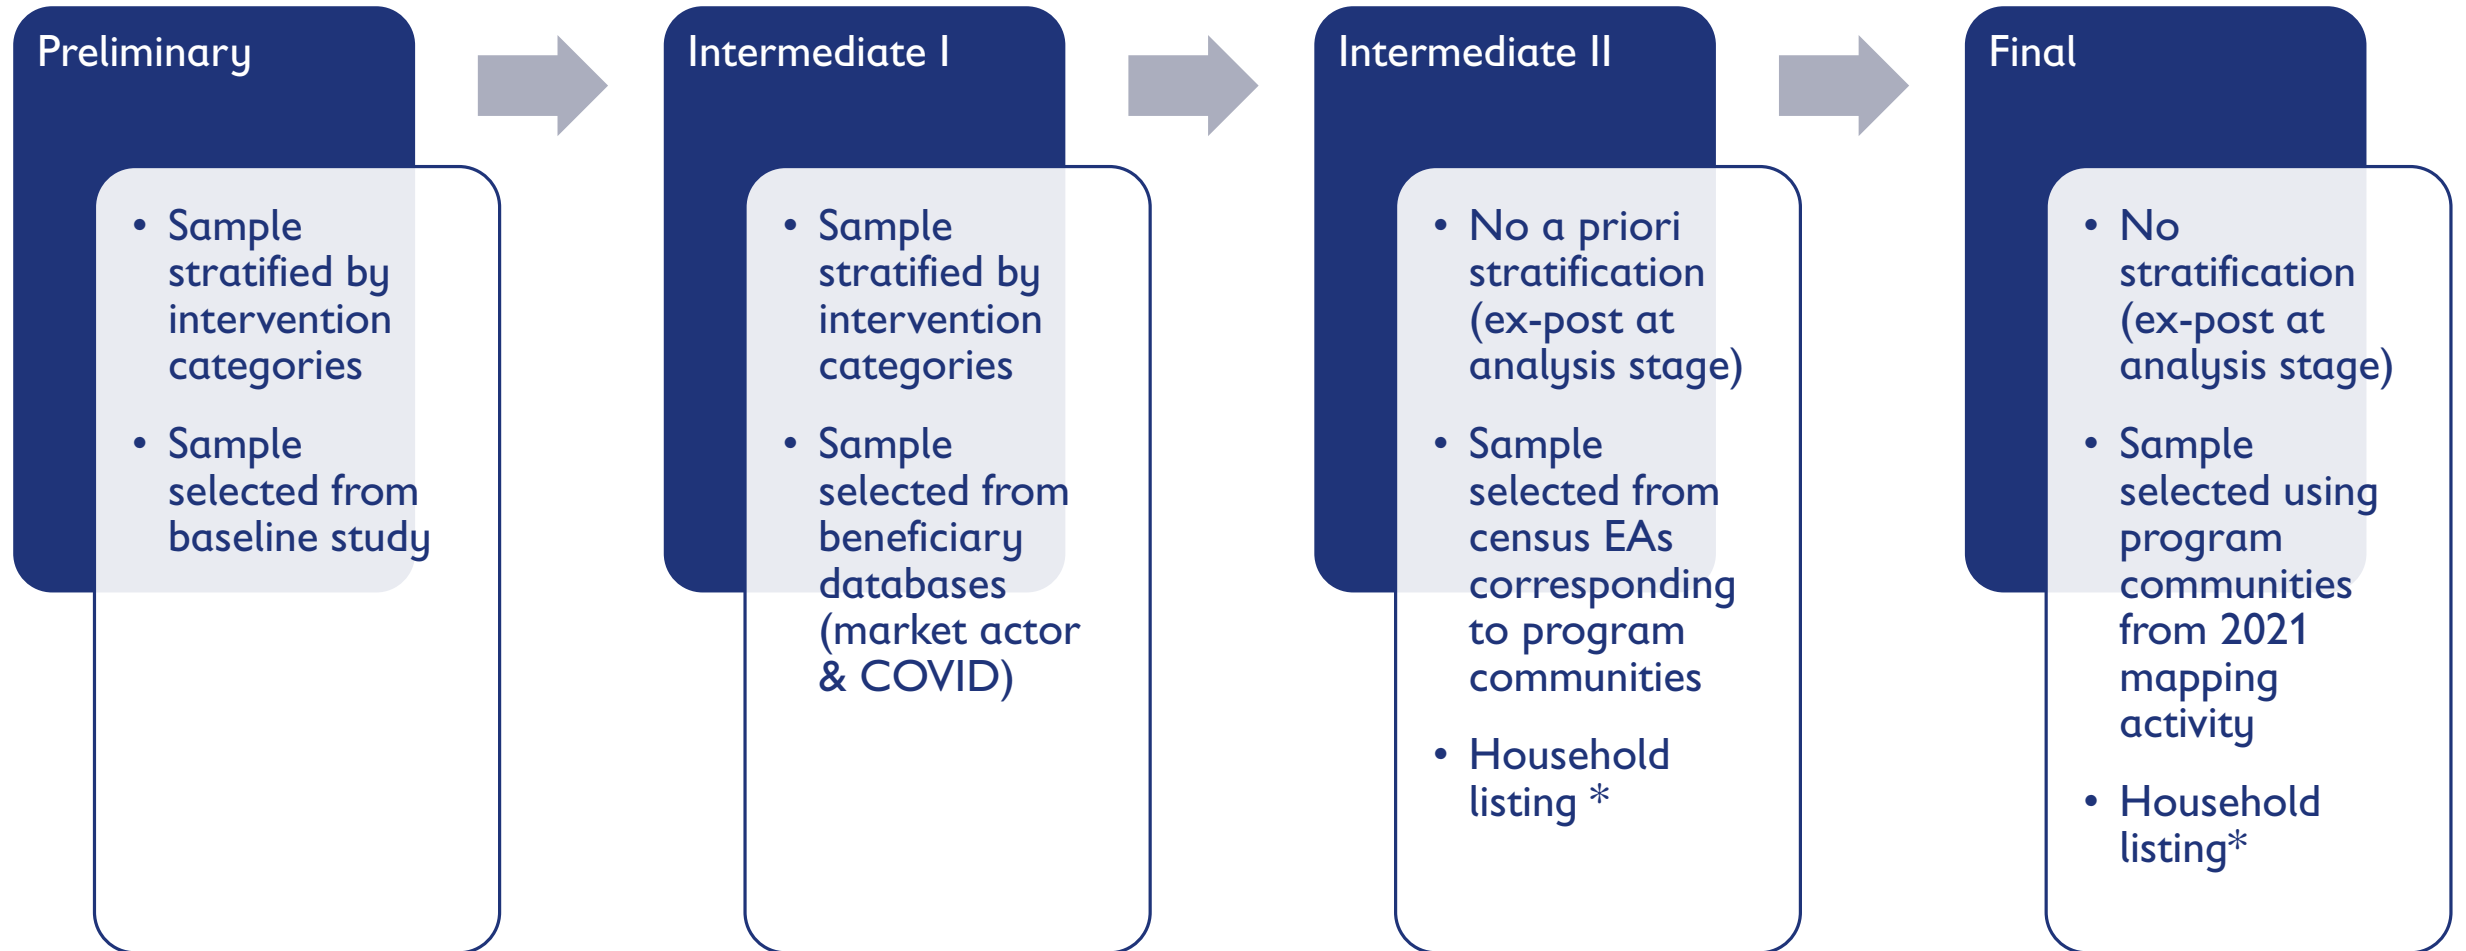 Preliminary
• Sample
stratified by
intervention
categories
• Sample
selected from
baseline study
Intermediate I
• Sample
stratified by
intervention
categories
• Sample
selected from
beneficiary
databases
(market actor
& COVID)
Intermediate II
• No a priori
stratification
(ex-post at
analysis stage)
• Sample
selected from
census EAs
corresponding
to program
communities
• Household
listing *
Final
• No
stratification
(ex-post at
analysis stage)
• Sample
selected using
program
communities
from 2021
mapping
activity
• Household
listing*